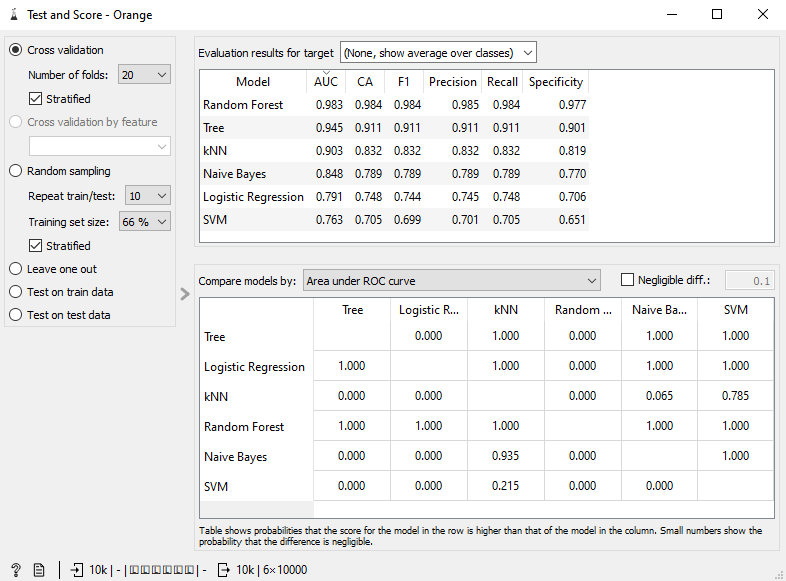 Test and Score - Orange
Cross validation
Number of folds: 20
Stratified
Cross validation by feature
Random sampling
Repeat train/test: 10
Training set size: 66 %
Stratified
Leave one out
Test on train data
Test on test data
Evaluation results for target (None, show average over classes)
Model AUC CA F1 Precision Recall Specificity
Random Forest 0.983 0.984 0.984 0.985 0.984 0.977
Tree 0.945 0.911 0.911 0.911 0.911 0.901
kNN 0.903 0.832 0.832 0.832 0.832 0.819
Naive Bayes 0.848 0.789 0.789 0.789 0.789 0.770
Logistic Regression 0.791 0.748 0.744 0.745 0.748 0.706
SVM 0.763 0.705 0.699 0.701 0.705 0.651
Compare models by: Area under ROC curve Negligible diff.: 0.1
Tree Logistic R... kNN Random ... Naive Ba... SVM
Tree 0.000 1.000 0.000 1.000 1.000
Logistic Regression 1.000 1.000 0.000 1.000 1.000
kNN 0.000 0.000 0.000 0.065 0.785
Random Forest 1.000 1.000 1.000 1.000 1.000
Naive Bayes 0.000 0.000 0.935 0.000 1.000
SVM 0.000 0.000 0.215 0.000 0.000
Table shows probabilities that the score for the model in the row is higher than that of the model in the column. Small numbers show the
probability that the difference is negligible.
? 10k | - | | - 10k | 6×10000